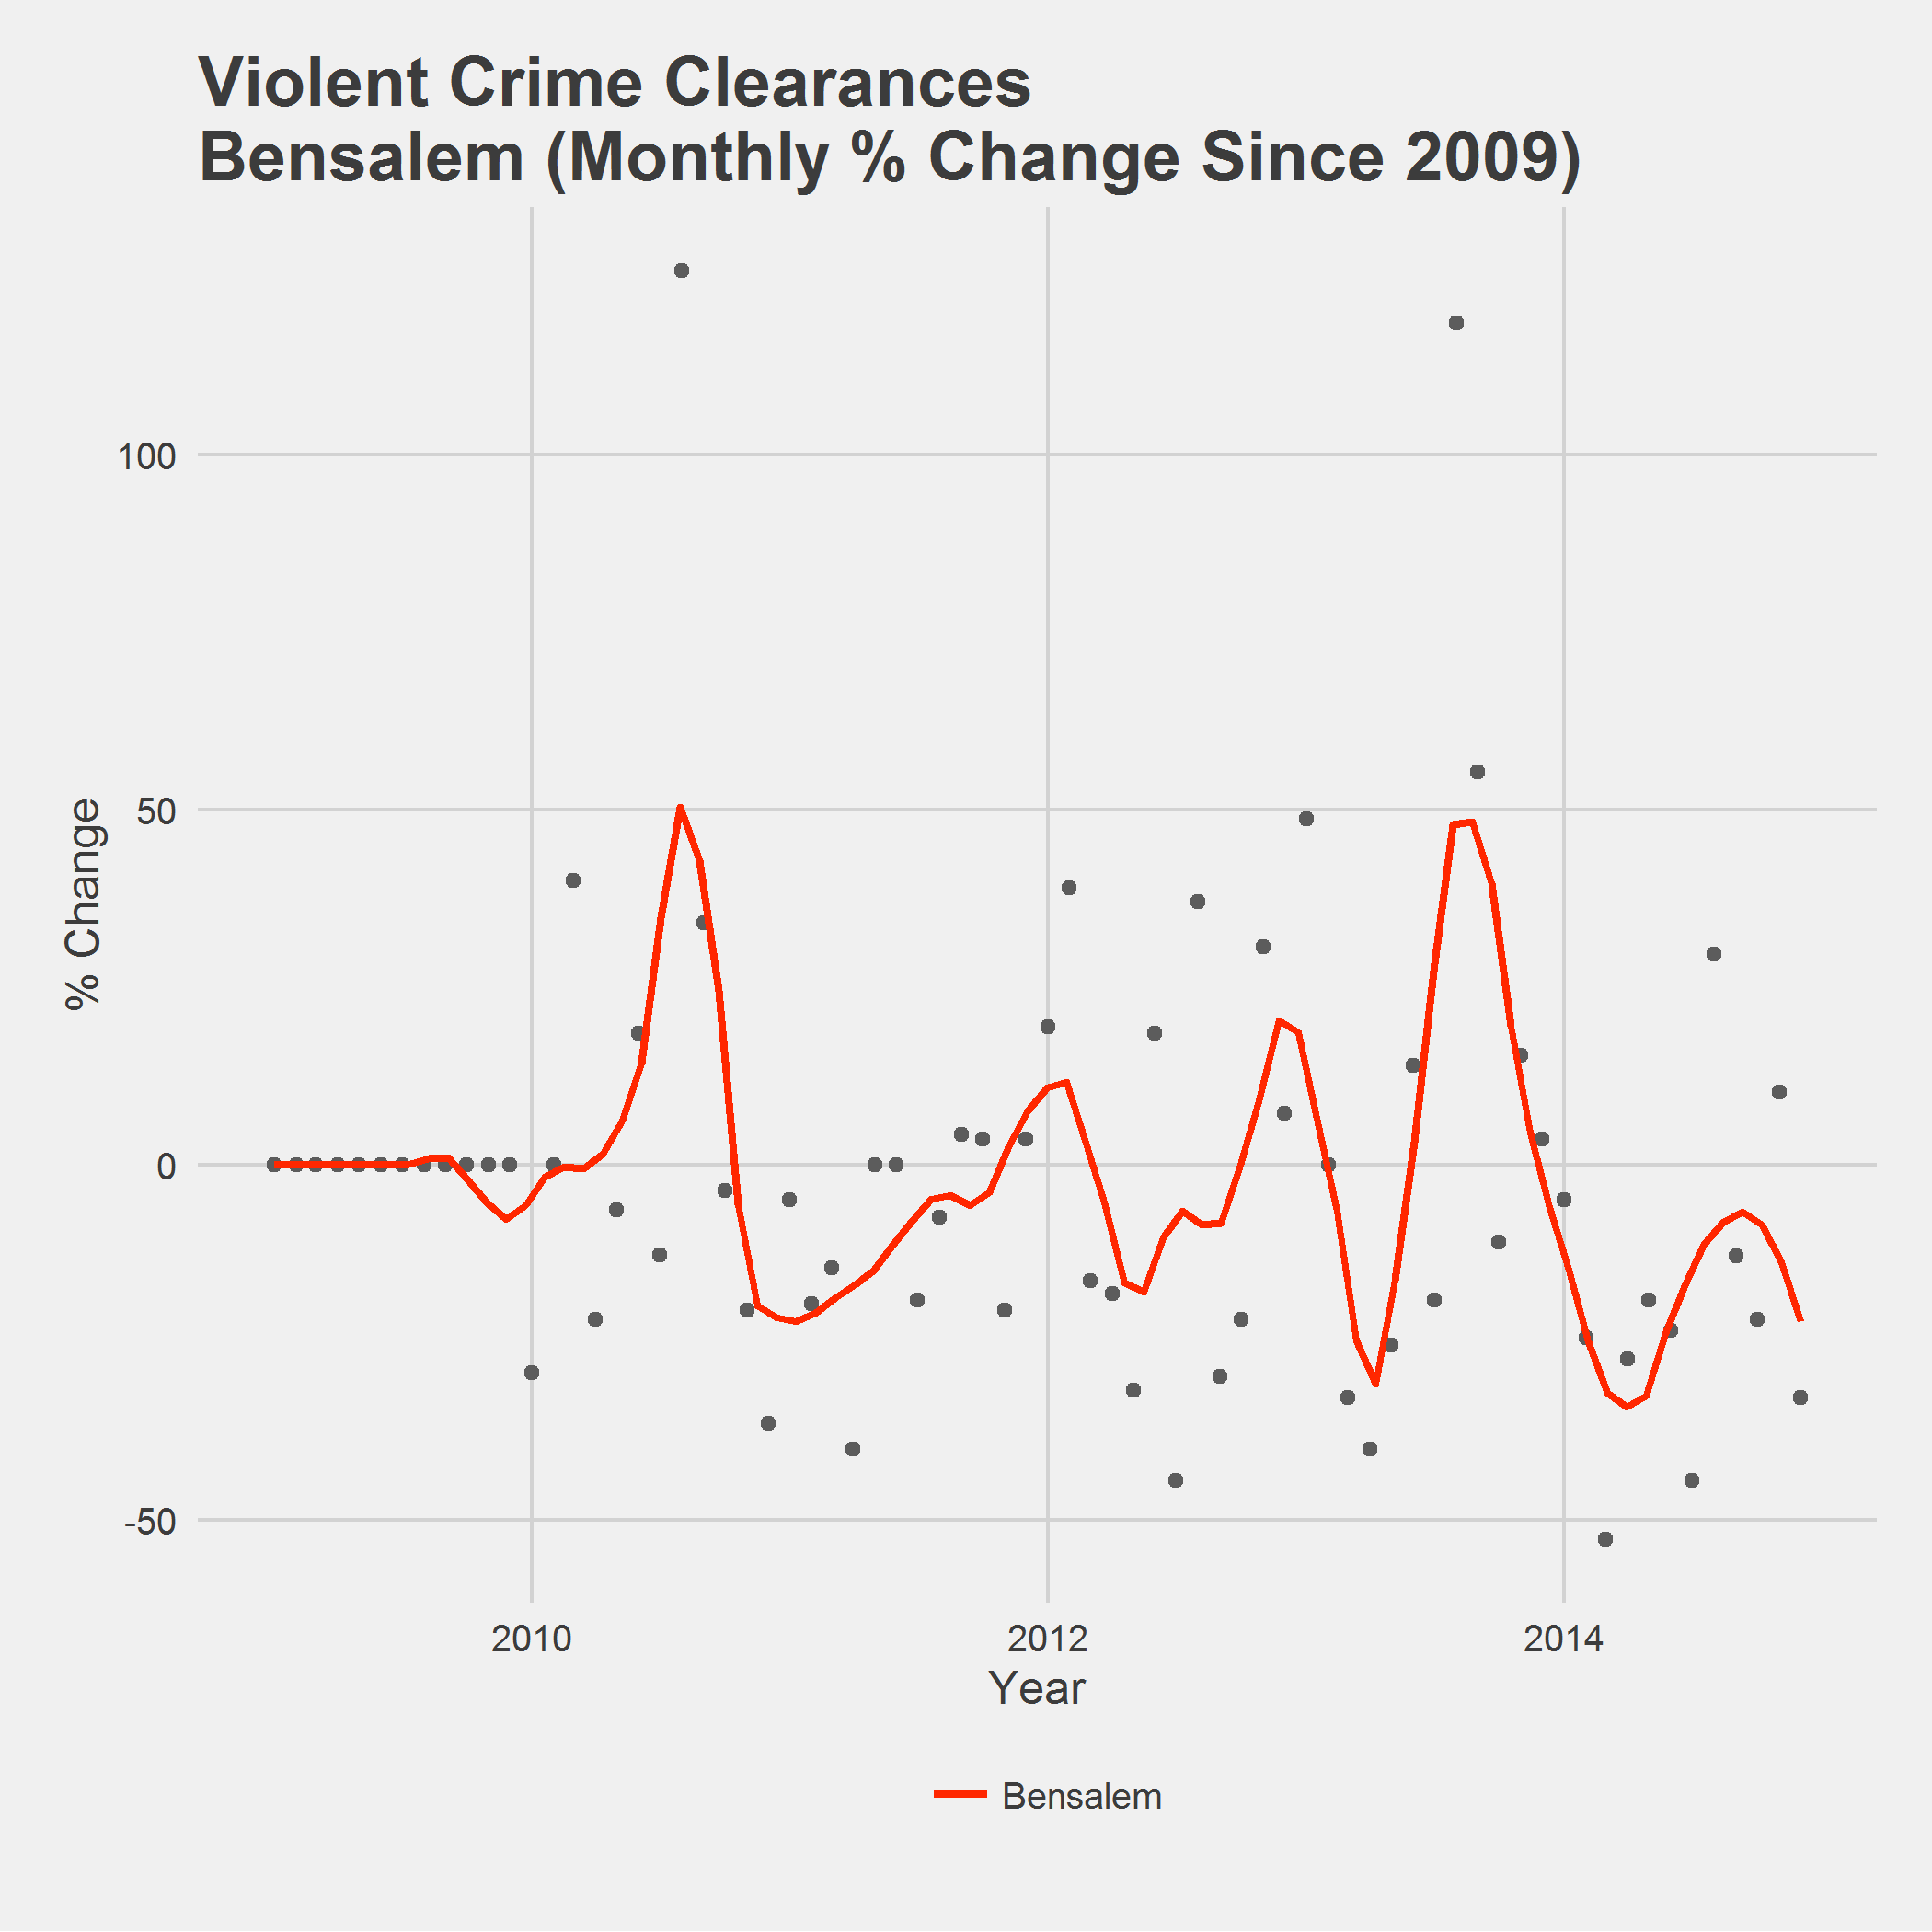 Violent Crime Clearances
Bensalem (Monthly % Change Since 2009)
% Change
100
50
0
-50
2010 2012 2014
Year
Bensalem